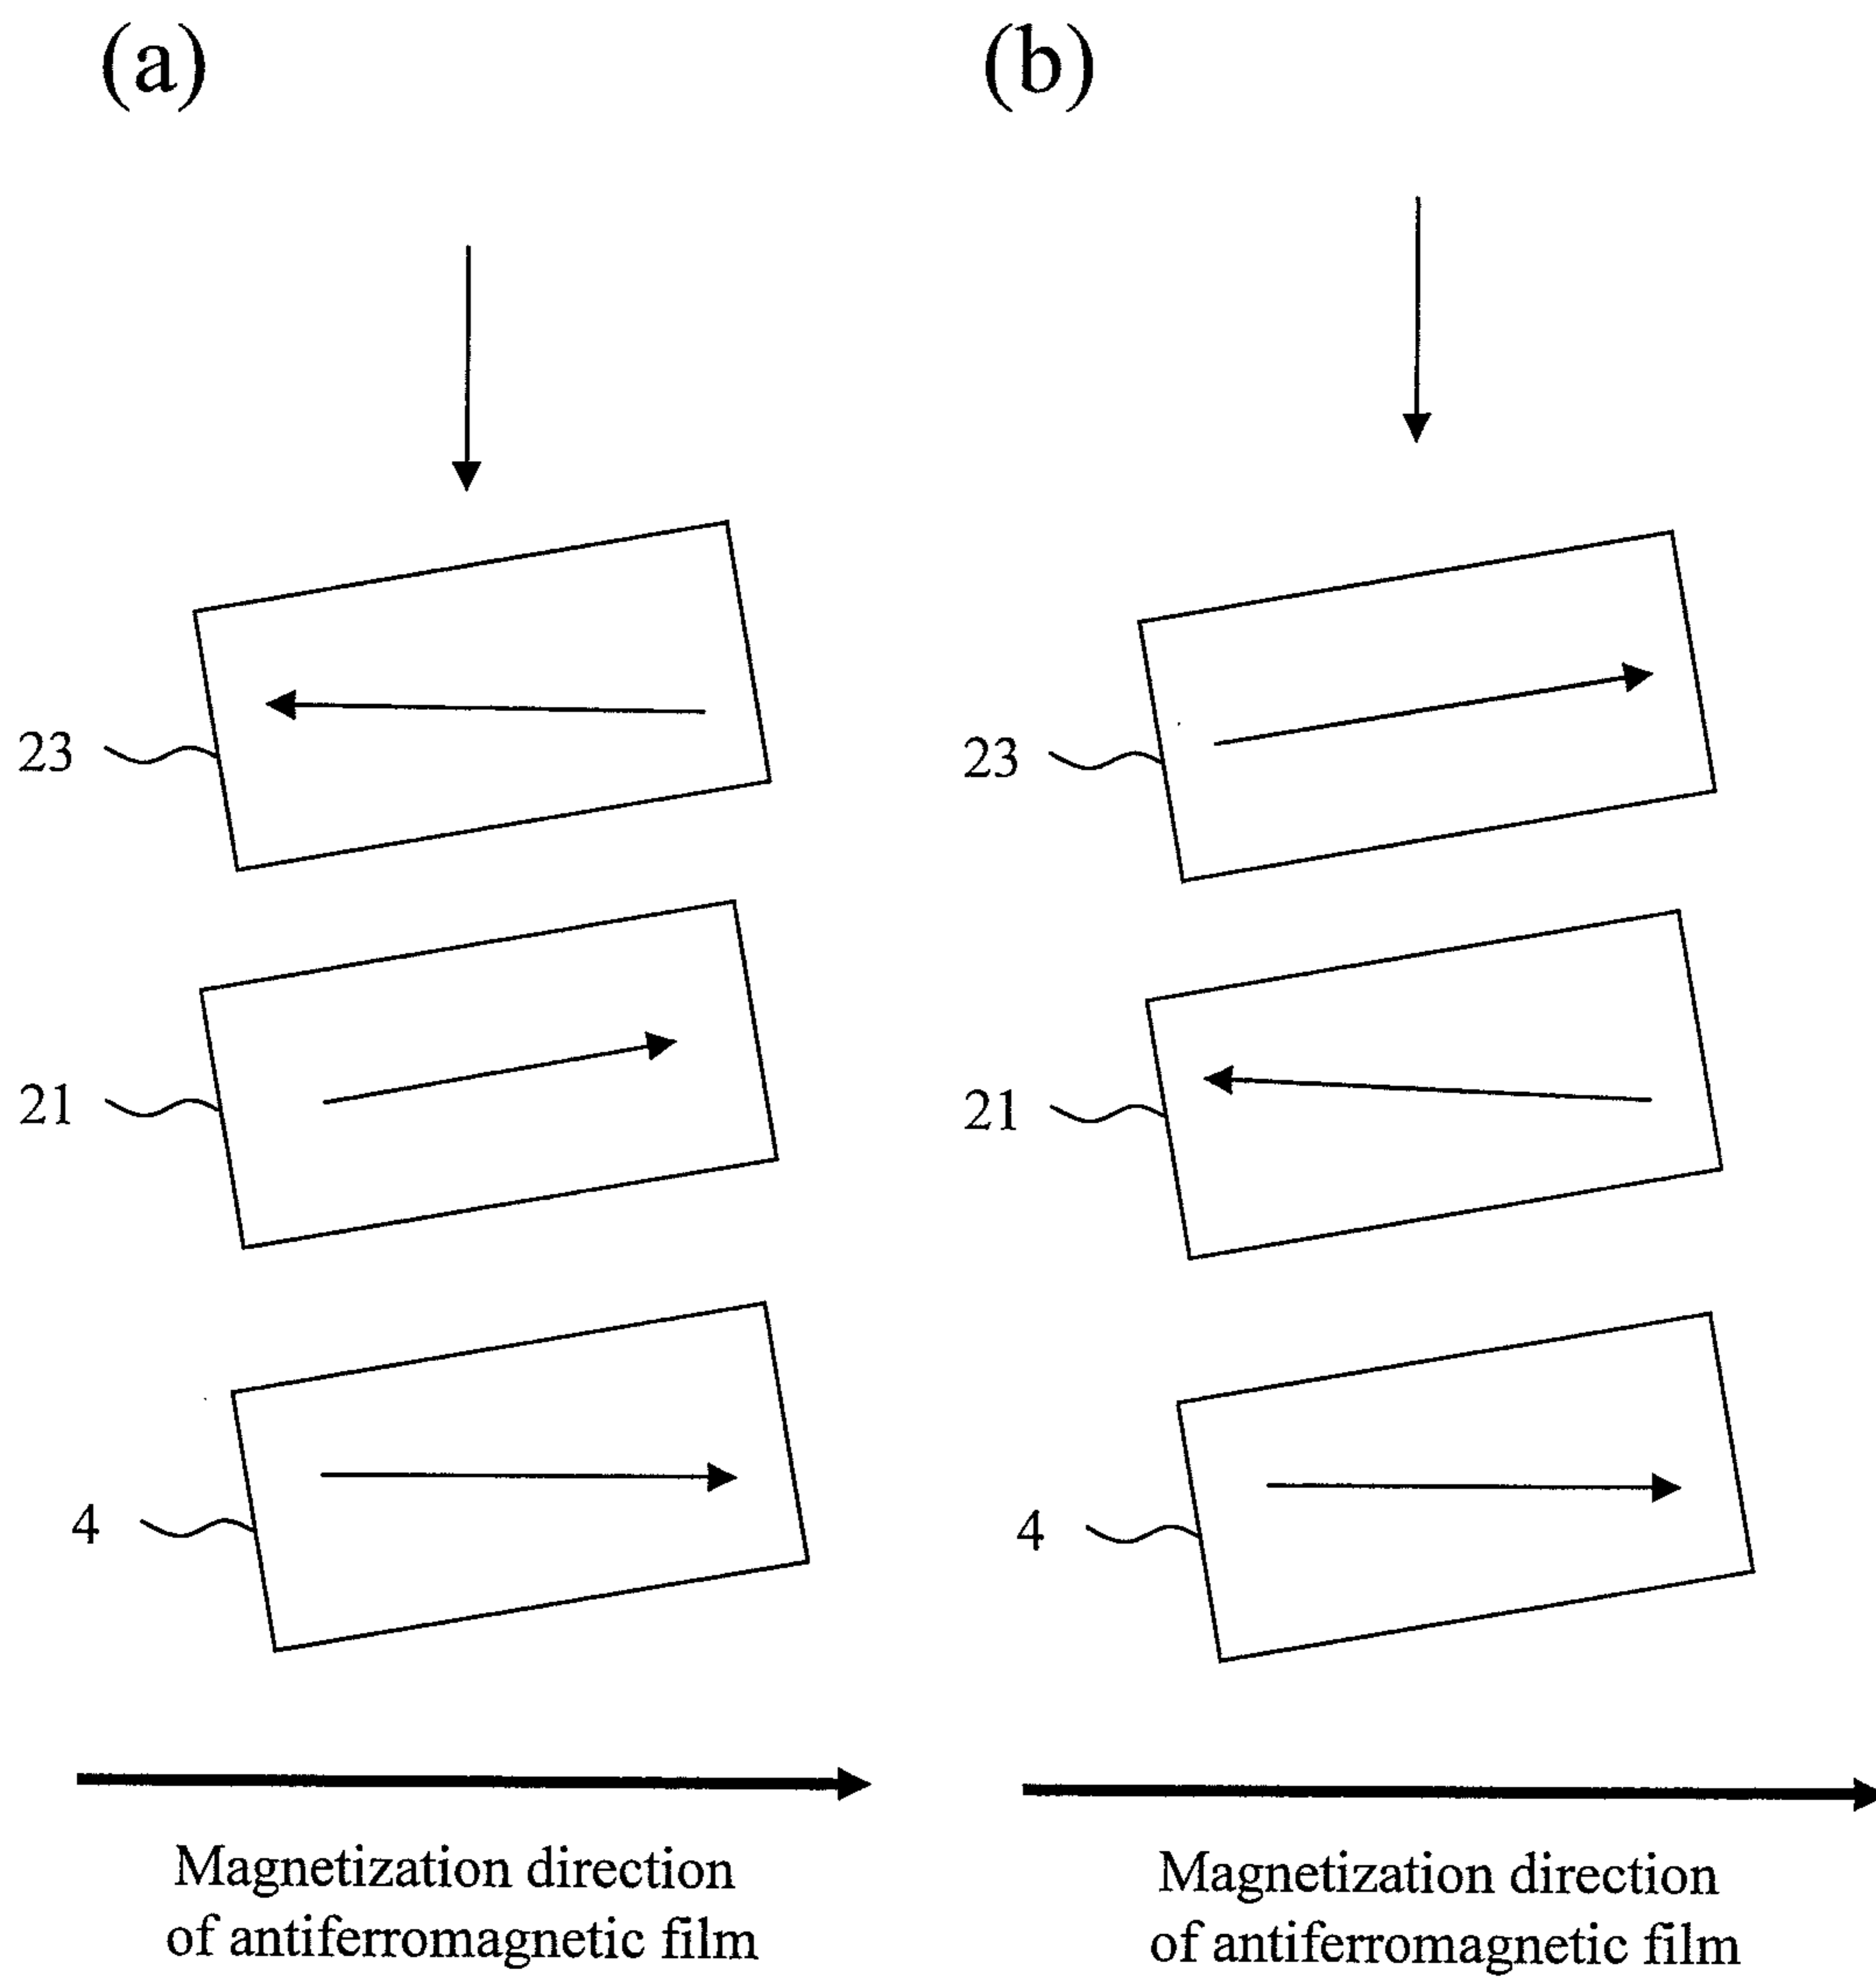 (a)
(b)
23
23
21
21
4
4
Magnetization direction
of antiferromagnetic film
Magnetization direction
of antiferromagnetic film